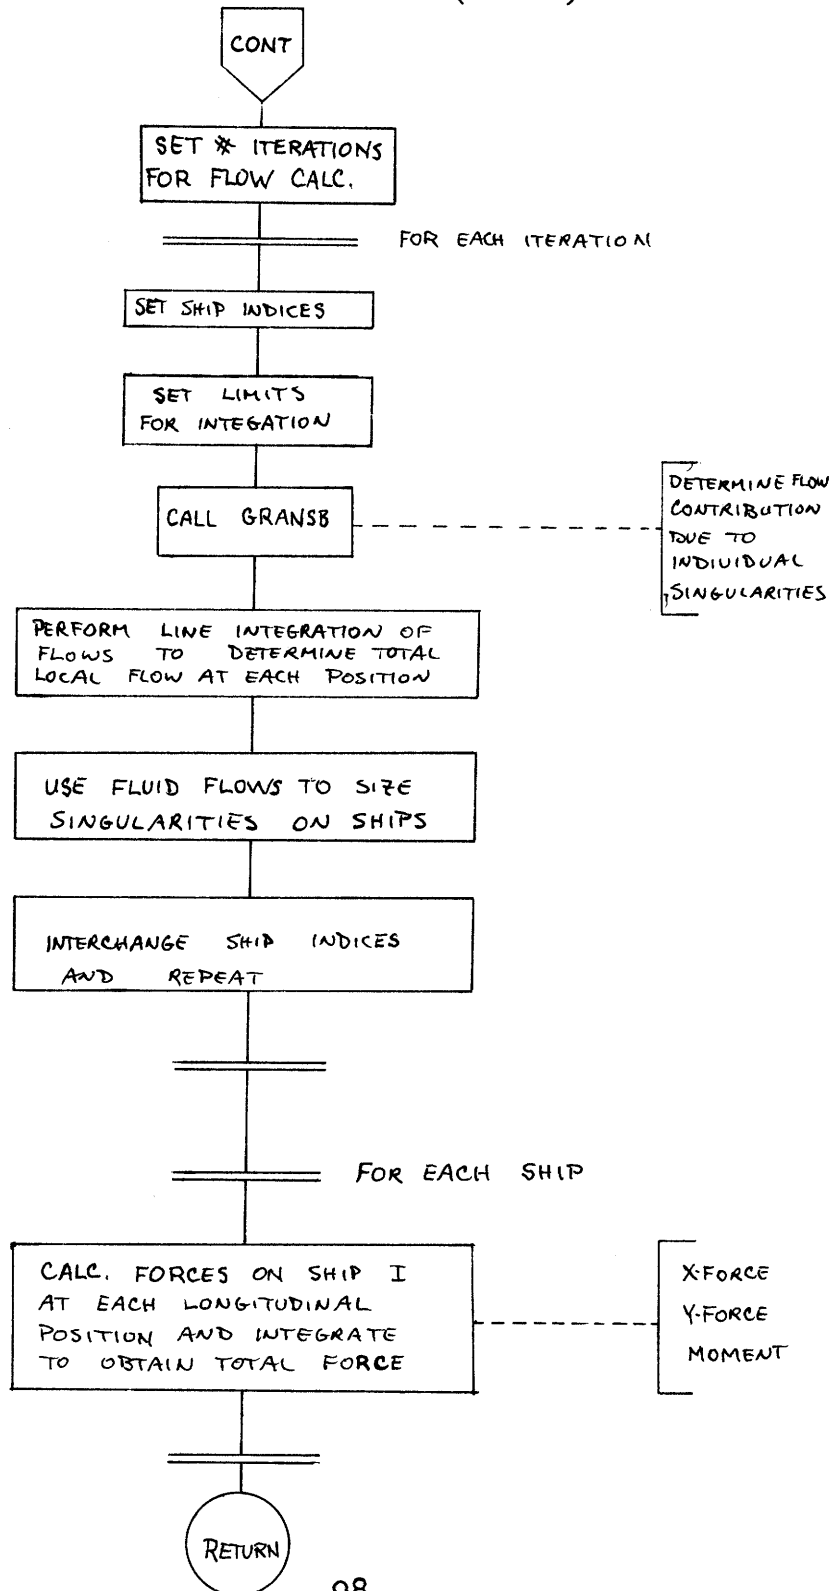 CONT
SET # ITERATIONS
FOR FLOW CALC.
FOR EACH ITERATION
SET SHIP INDICES
SET LIMITS
FOR INTEGATION
CALL GRANSB
DETERMINE FLOW
CONTRIBUTION
DUE TO
INDIVIDUAL
SINGULARITIES
PERFORM LINE INTEGRATION OF
FLOWS TO DETERMINE TOTAL
LOCAL FLOW AT EACH POSITION
USE FLUID FLOWS TO SIZE
SINGULARITIES ON SHIPS
INTERCHANGE SHIP INDICES
AND REPEAT
FOR EACH SHIP
CALC. FORCES ON SHIP I
AT EACH LONGITUDINAL
POSITION AND INTEGRATE
TO OBTAIN TOTAL FORCE
X-FORCE
Y-FORCE
MOMENT
RETURN